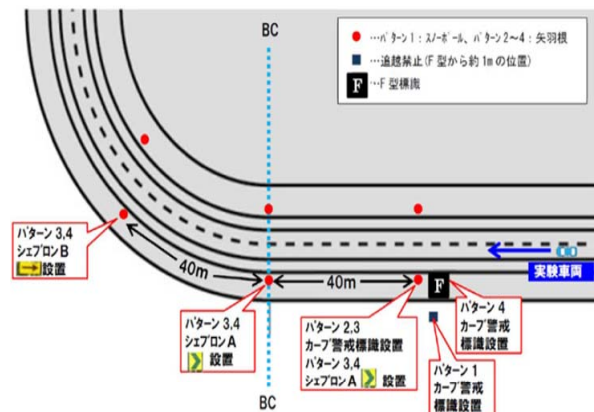 BC
…パターン1：スノーポール、パターン2～4：矢羽根
…追越禁止(F型から約1mの位置)
F
…F型標識
パターン 3,4
シェブロンB
設置
40m
40m
F
実験車両
パターン 3,4
シェブロンA
設置
パターン 2,3
カーブ警戒
標識設置
パターン 3,4
シェブロンA 設置
パターン 4
カーブ警戒
標識設置
パターン 1
カーブ警戒
標識設置
BC